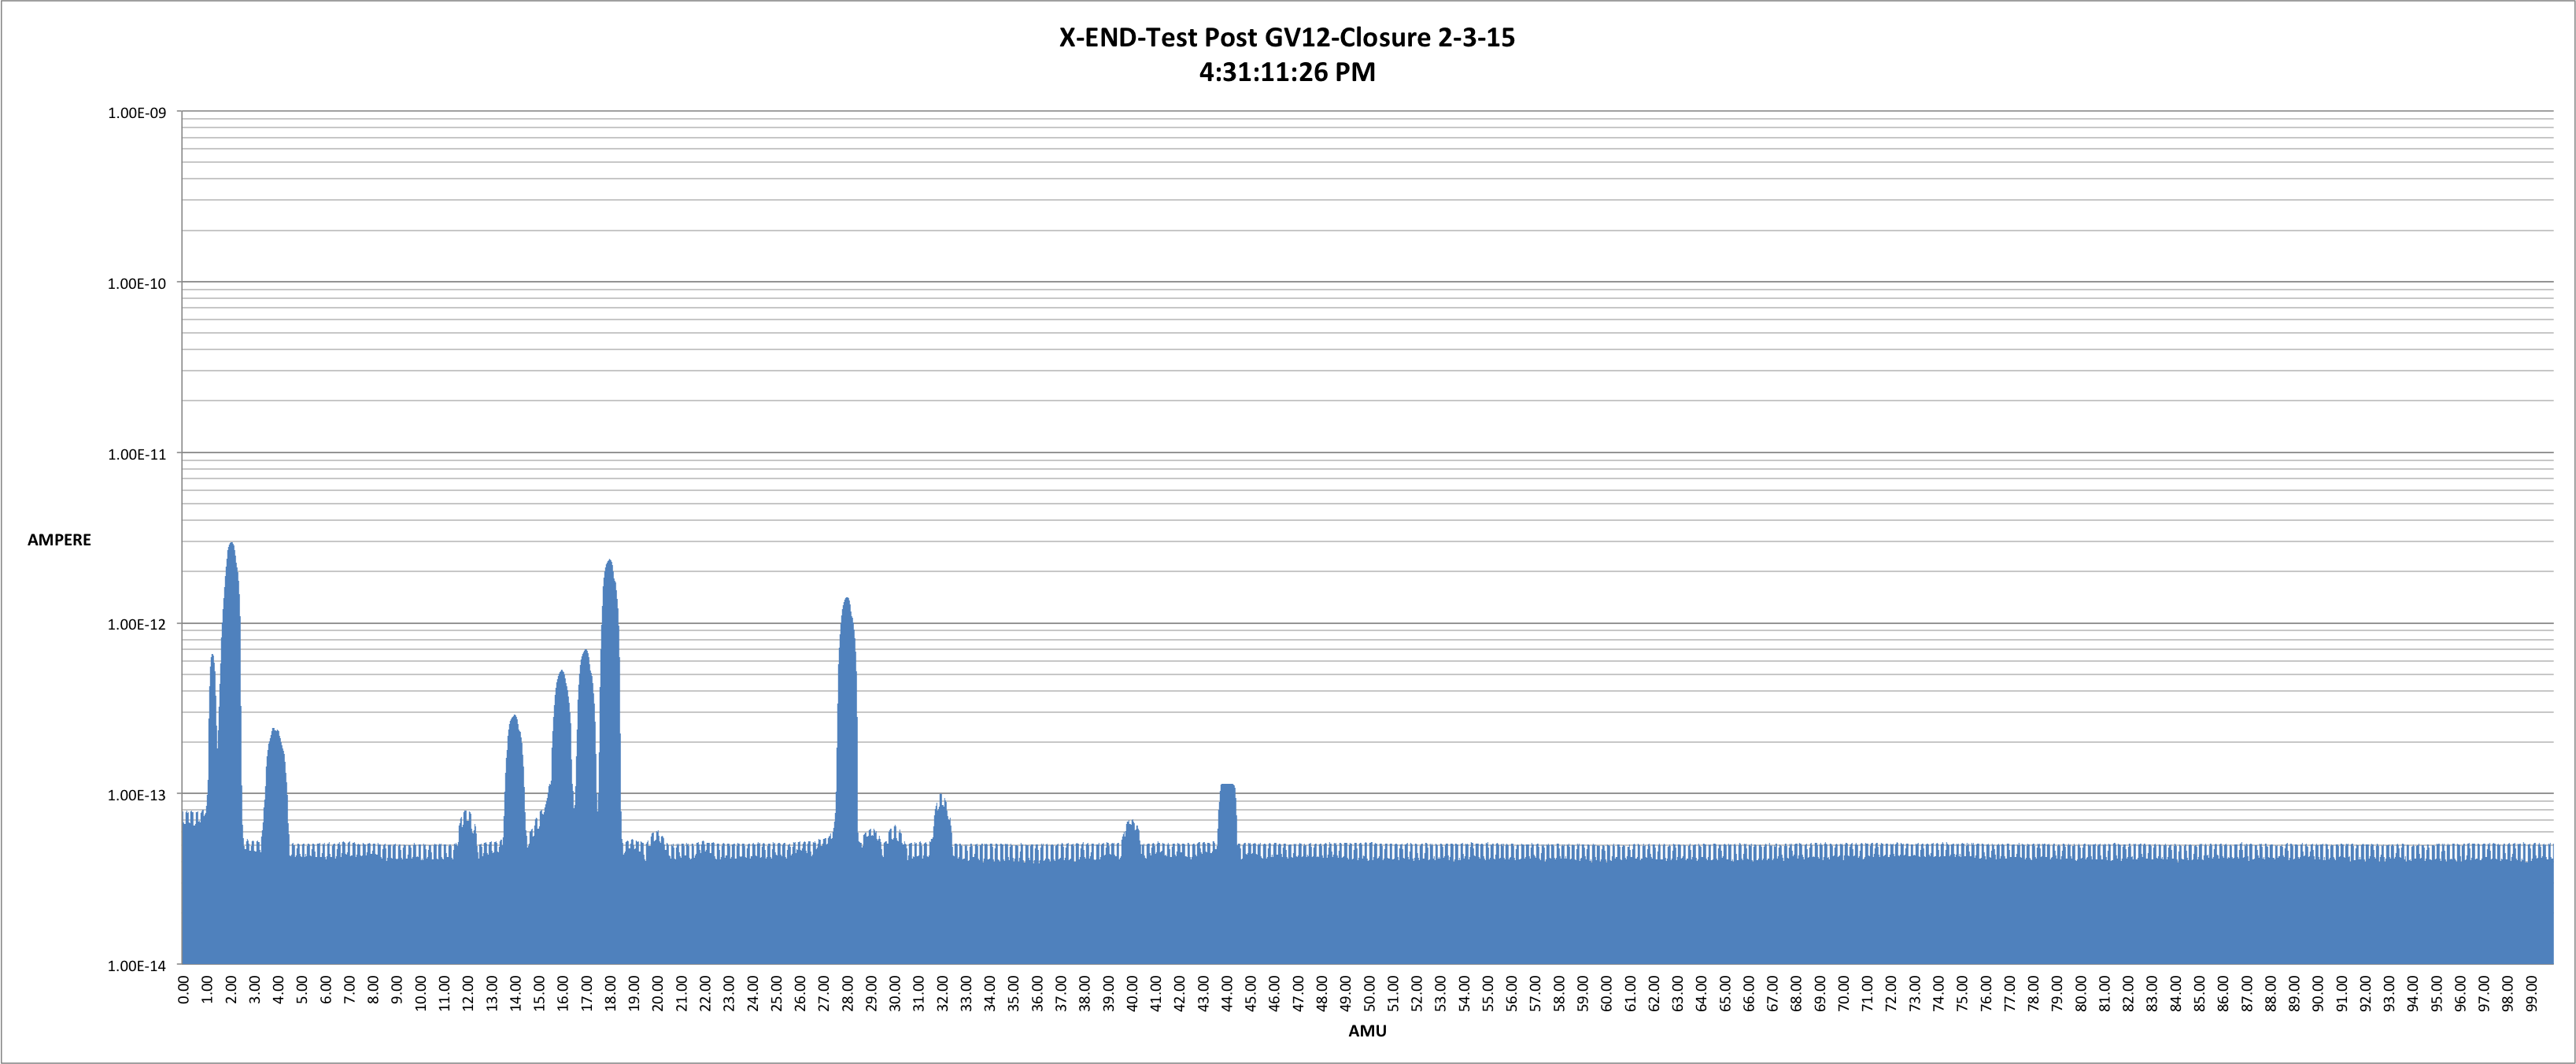 X-END-Test Post GV12-Closure 2-3-15
4:31:11:26 PM
1.00E-09
1.00E-10
1.00E-11
AMPERE
1.00E-12
1.00E-13
1.00E-14
0.00 1.00 2.00 3.00 4.00 5.00 6.00 7.00 8.00 9.00 10.00 11.00 12.00 13.00 14.00 15.00 16.00 17.00 18.00 19.00 20.00 21.00 22.00 23.00 24.00 25.00 26.00 27.00 28.00 29.00 30.00 31.00 32.00 33.00 34.00 35.00 36.00 37.00 38.00 39.00 40.00 41.00 42.00 43.00 44.00 45.00 46.00 47.00 48.00 49.00 50.00 51.00 52.00 53.00 54.00 55.00 56.00 57.00 58.00 59.00 60.00 61.00 62.00 63.00 64.00 65.00 66.00 67.00 68.00 69.00 70.00 71.00 72.00 73.00 74.00 75.00 76.00 77.00 78.00 79.00 80.00 81.00 82.00 83.00 84.00 85.00 86.00 87.00 88.00 89.00 90.00 91.00 92.00 93.00 94.00 95.00 96.00 97.00 98.00 99.00
AMU